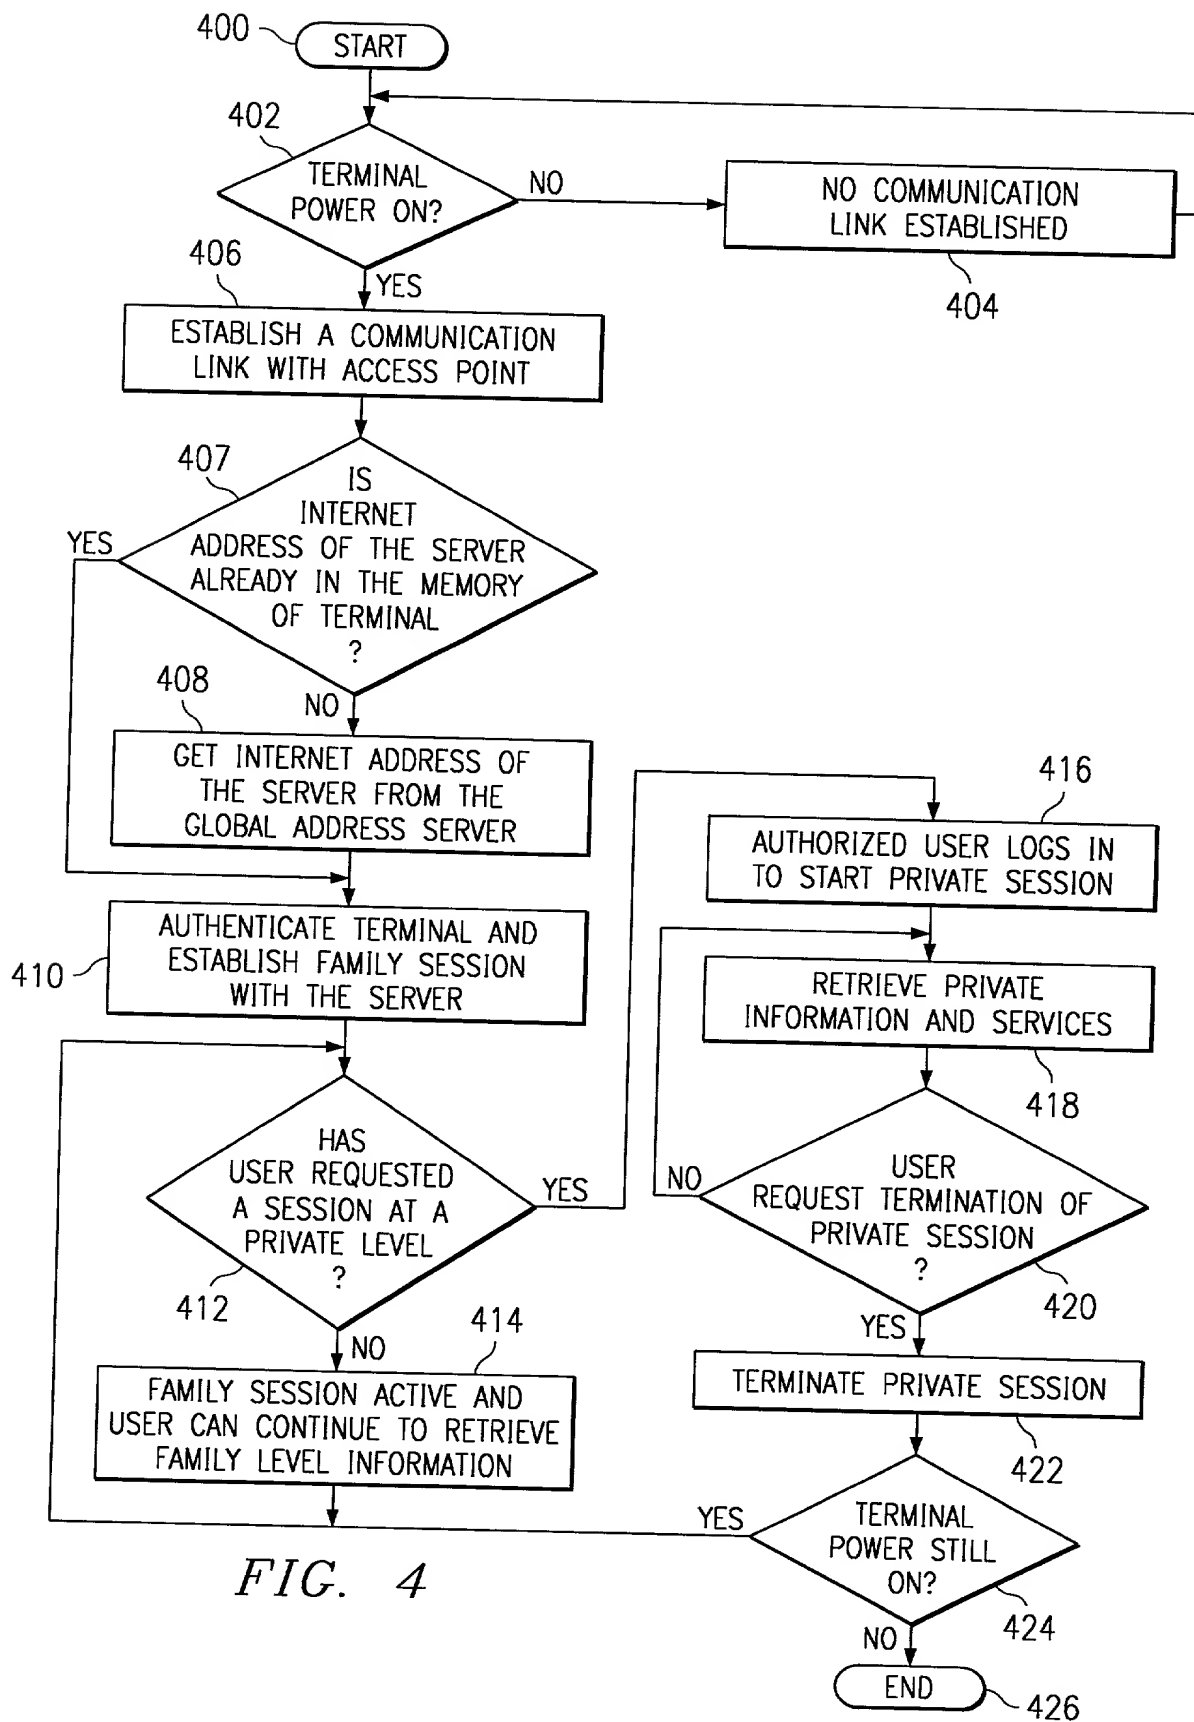 400
START
402
TERMINAL
POWER ON?
NO
NO COMMUNICATION
LINK ESTABLISHED
404
YES
406
ESTABLISH A COMMUNICATION
LINK WITH ACCESS POINT
407
IS
INTERNET
ADDRESS OF THE SERVER
ALREADY IN THE MEMORY
OF TERMINAL
?
YES
NO
408
GET INTERNET ADDRESS OF
THE SERVER FROM THE
GLOBAL ADDRESS SERVER
410
AUTHENTICATE TERMINAL AND
ESTABLISH FAMILY SESSION
WITH THE SERVER
HAS
USER REQUESTED
A SESSION AT A
PRIVATE LEVEL
?
YES
412
NO
414
FAMILY SESSION ACTIVE AND
USER CAN CONTINUE TO RETRIEVE
FAMILY LEVEL INFORMATION
416
AUTHORIZED USER LOGS IN
TO START PRIVATE SESSION
RETRIEVE PRIVATE
INFORMATION AND SERVICES
418
NO
USER
REQUEST TERMINATION OF
PRIVATE SESSION
?
420
YES
TERMINATE PRIVATE SESSION
422
YES
TERMINAL
POWER STILL
ON?
424
NO
END
426
FIG. 4